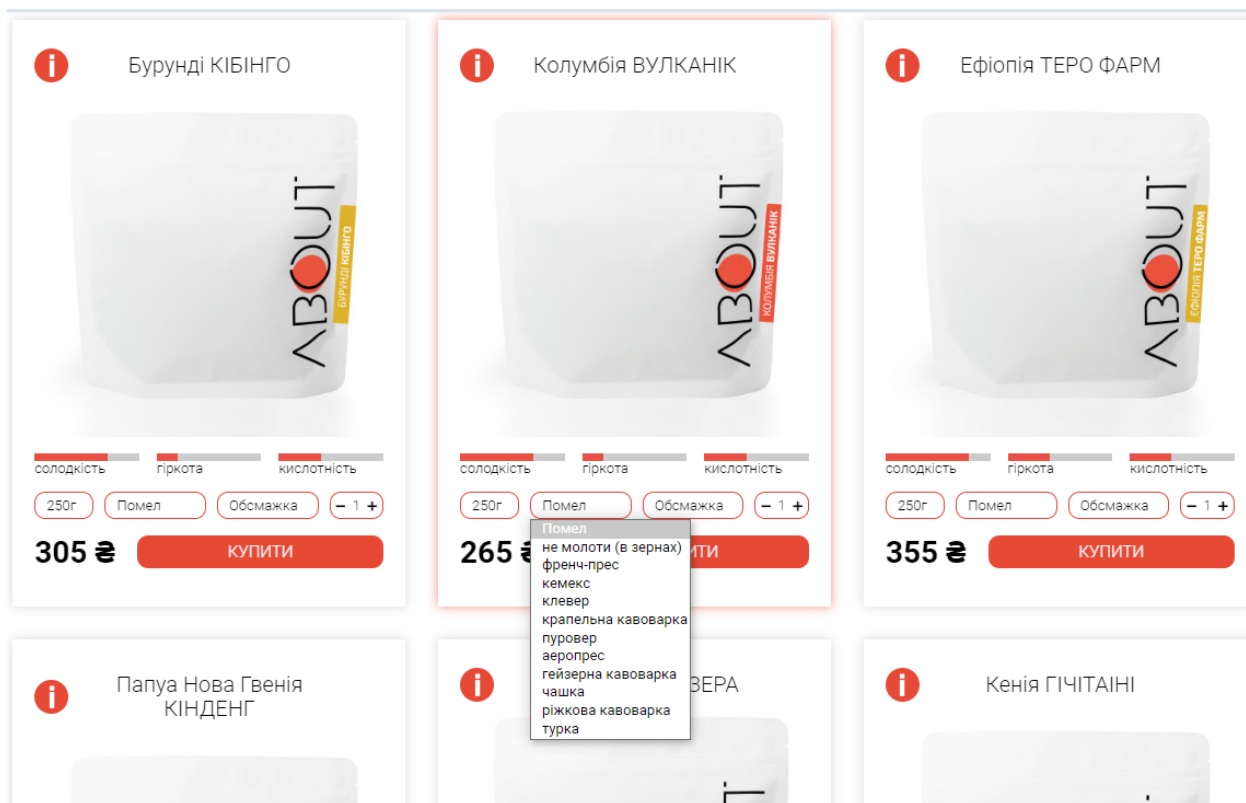 Бурунді КІБІНГО
ABOUT
БУРУНДІ КІБІНГО
солодкість гіркота кислотність
250г Помел Обсмажка – 1 +
305 ₴ КУПИТИ
Колумбія ВУЛКАНІК
ABOUT
КОЛУМБІЯ ВУЛКАНІК
солодкість гіркота кислотність
250г Помел Обсмажка – 1 +
265
Помел
не молоти (в зернах)
френч-прес
кемекс
клевер
крапельна кавоварка
пуровер
аеропрес
гейзерна кавоварка
чашка
ріжкова кавоварка
турка
Ефіопія ТЕРО ФАРМ
ABOUT
ЕФІОПІЯ ТЕРО ФАРМ
солодкість гіркота кислотність
250г Помел Обсмажка – 1 +
355 ₴ КУПИТИ
Папуа Нова Гвенія
КІНДЕНГ
Кенія ГІЧІТАІНІ